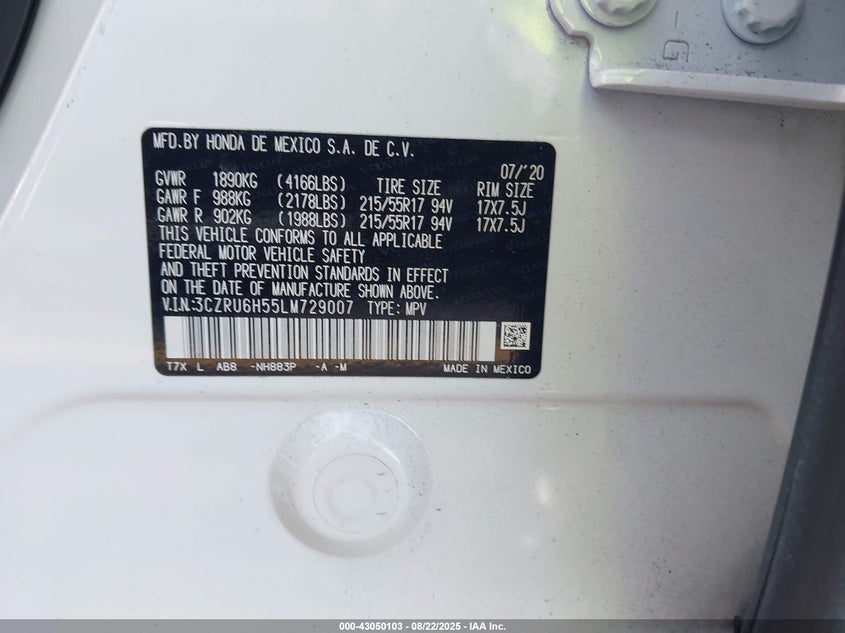 MFD.BY HONDA DE MEXICO S.A. DE C.V.
07/'20
GVWR 1890KG (4166LBS) TIRE SIZE RIM SIZE
GAWR F 988KG (2178LBS) 215/55R17 94V 17X7.5J
GAWR R 902KG (1988LBS) 215/55R17 94V 17X7.5J
THIS VEHICLE CONFORMS TO ALL APPLICABLE
FEDERAL MOTOR VEHICLE SAFETY
AND THEFT PREVENTION STANDARDS IN EFFECT
ON THE DATE OF MANUFACTURE SHOWN ABOVE.
V.I.N.:3CZRU6H55LM729007 TYPE: MPV
T7X L AB8 -NH883P -A -M MADE IN MEXICO
000-43050103 - 08/22/2025 - IAA Inc.